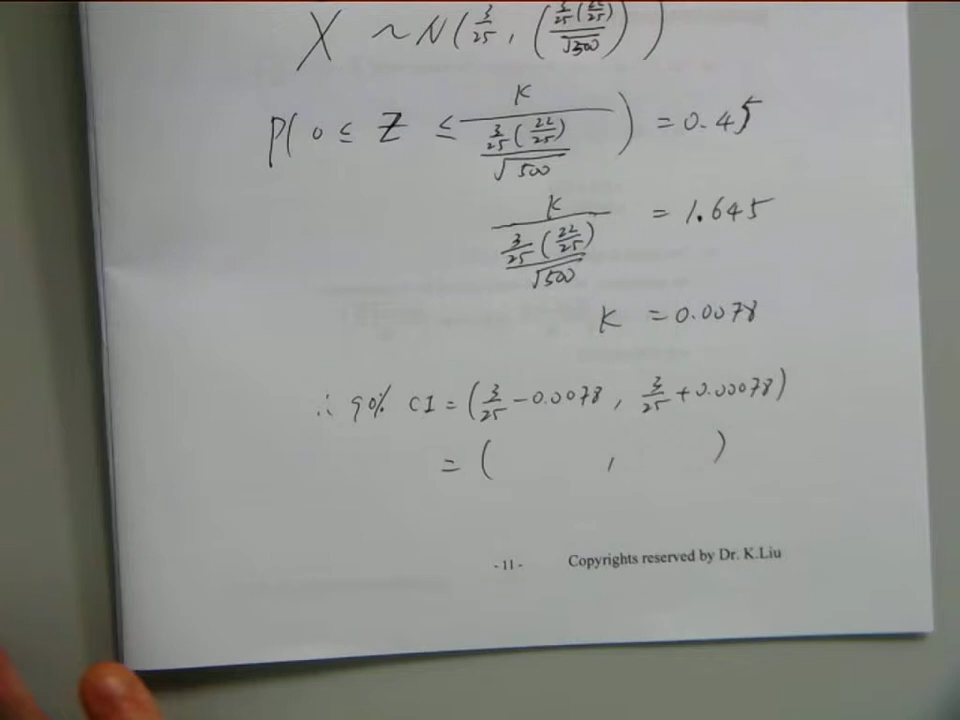 X ~ N(3/25, (3/25(22/25)/√500))
P(0 ≤ Z ≤ K/(3/25(22/25)/√500)) = 0.45
K/(3/25(22/25)/√500) = 1.645
K = 0.0078
∴ 90% CI = (3/25 - 0.0078, 3/25 + 0.00078)
= ( , )
- 11 - Copyrights reserved by Dr. K.Liu